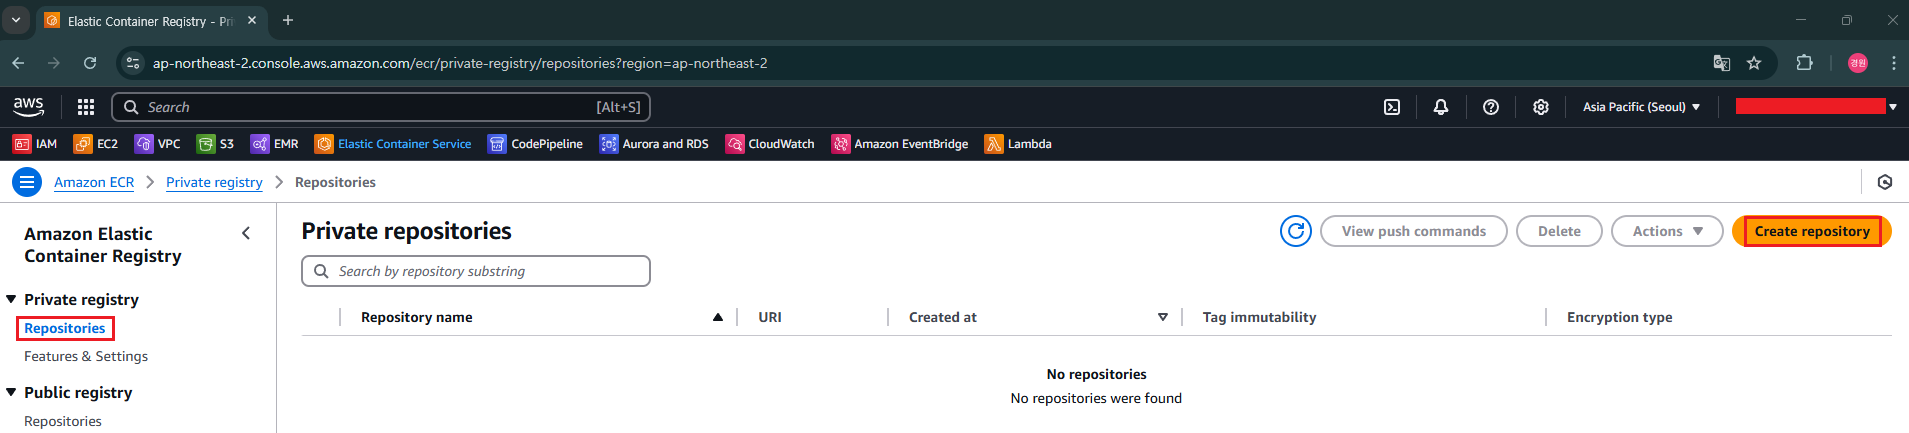 Elastic Container Registry - Pri
ap-northeast-2.console.aws.amazon.com/ecr/private-registry/repositories?region=ap-northeast-2
경원
aws
Search
[Alt+S]
Asia Pacific (Seoul)
IAM
EC2
VPC
S3
EMR
Elastic Container Service
CodePipeline
Aurora and RDS
CloudWatch
Amazon EventBridge
Lambda
Amazon ECR
Private registry
Repositories
Amazon Elastic
Container Registry
Private registry
Repositories
Features & Settings
Public registry
Repositories
Private repositories
View push commands
Delete
Actions
Create repository
Search by repository substring
Repository name
URI
Created at
Tag immutability
Encryption type
No repositories
No repositories were found